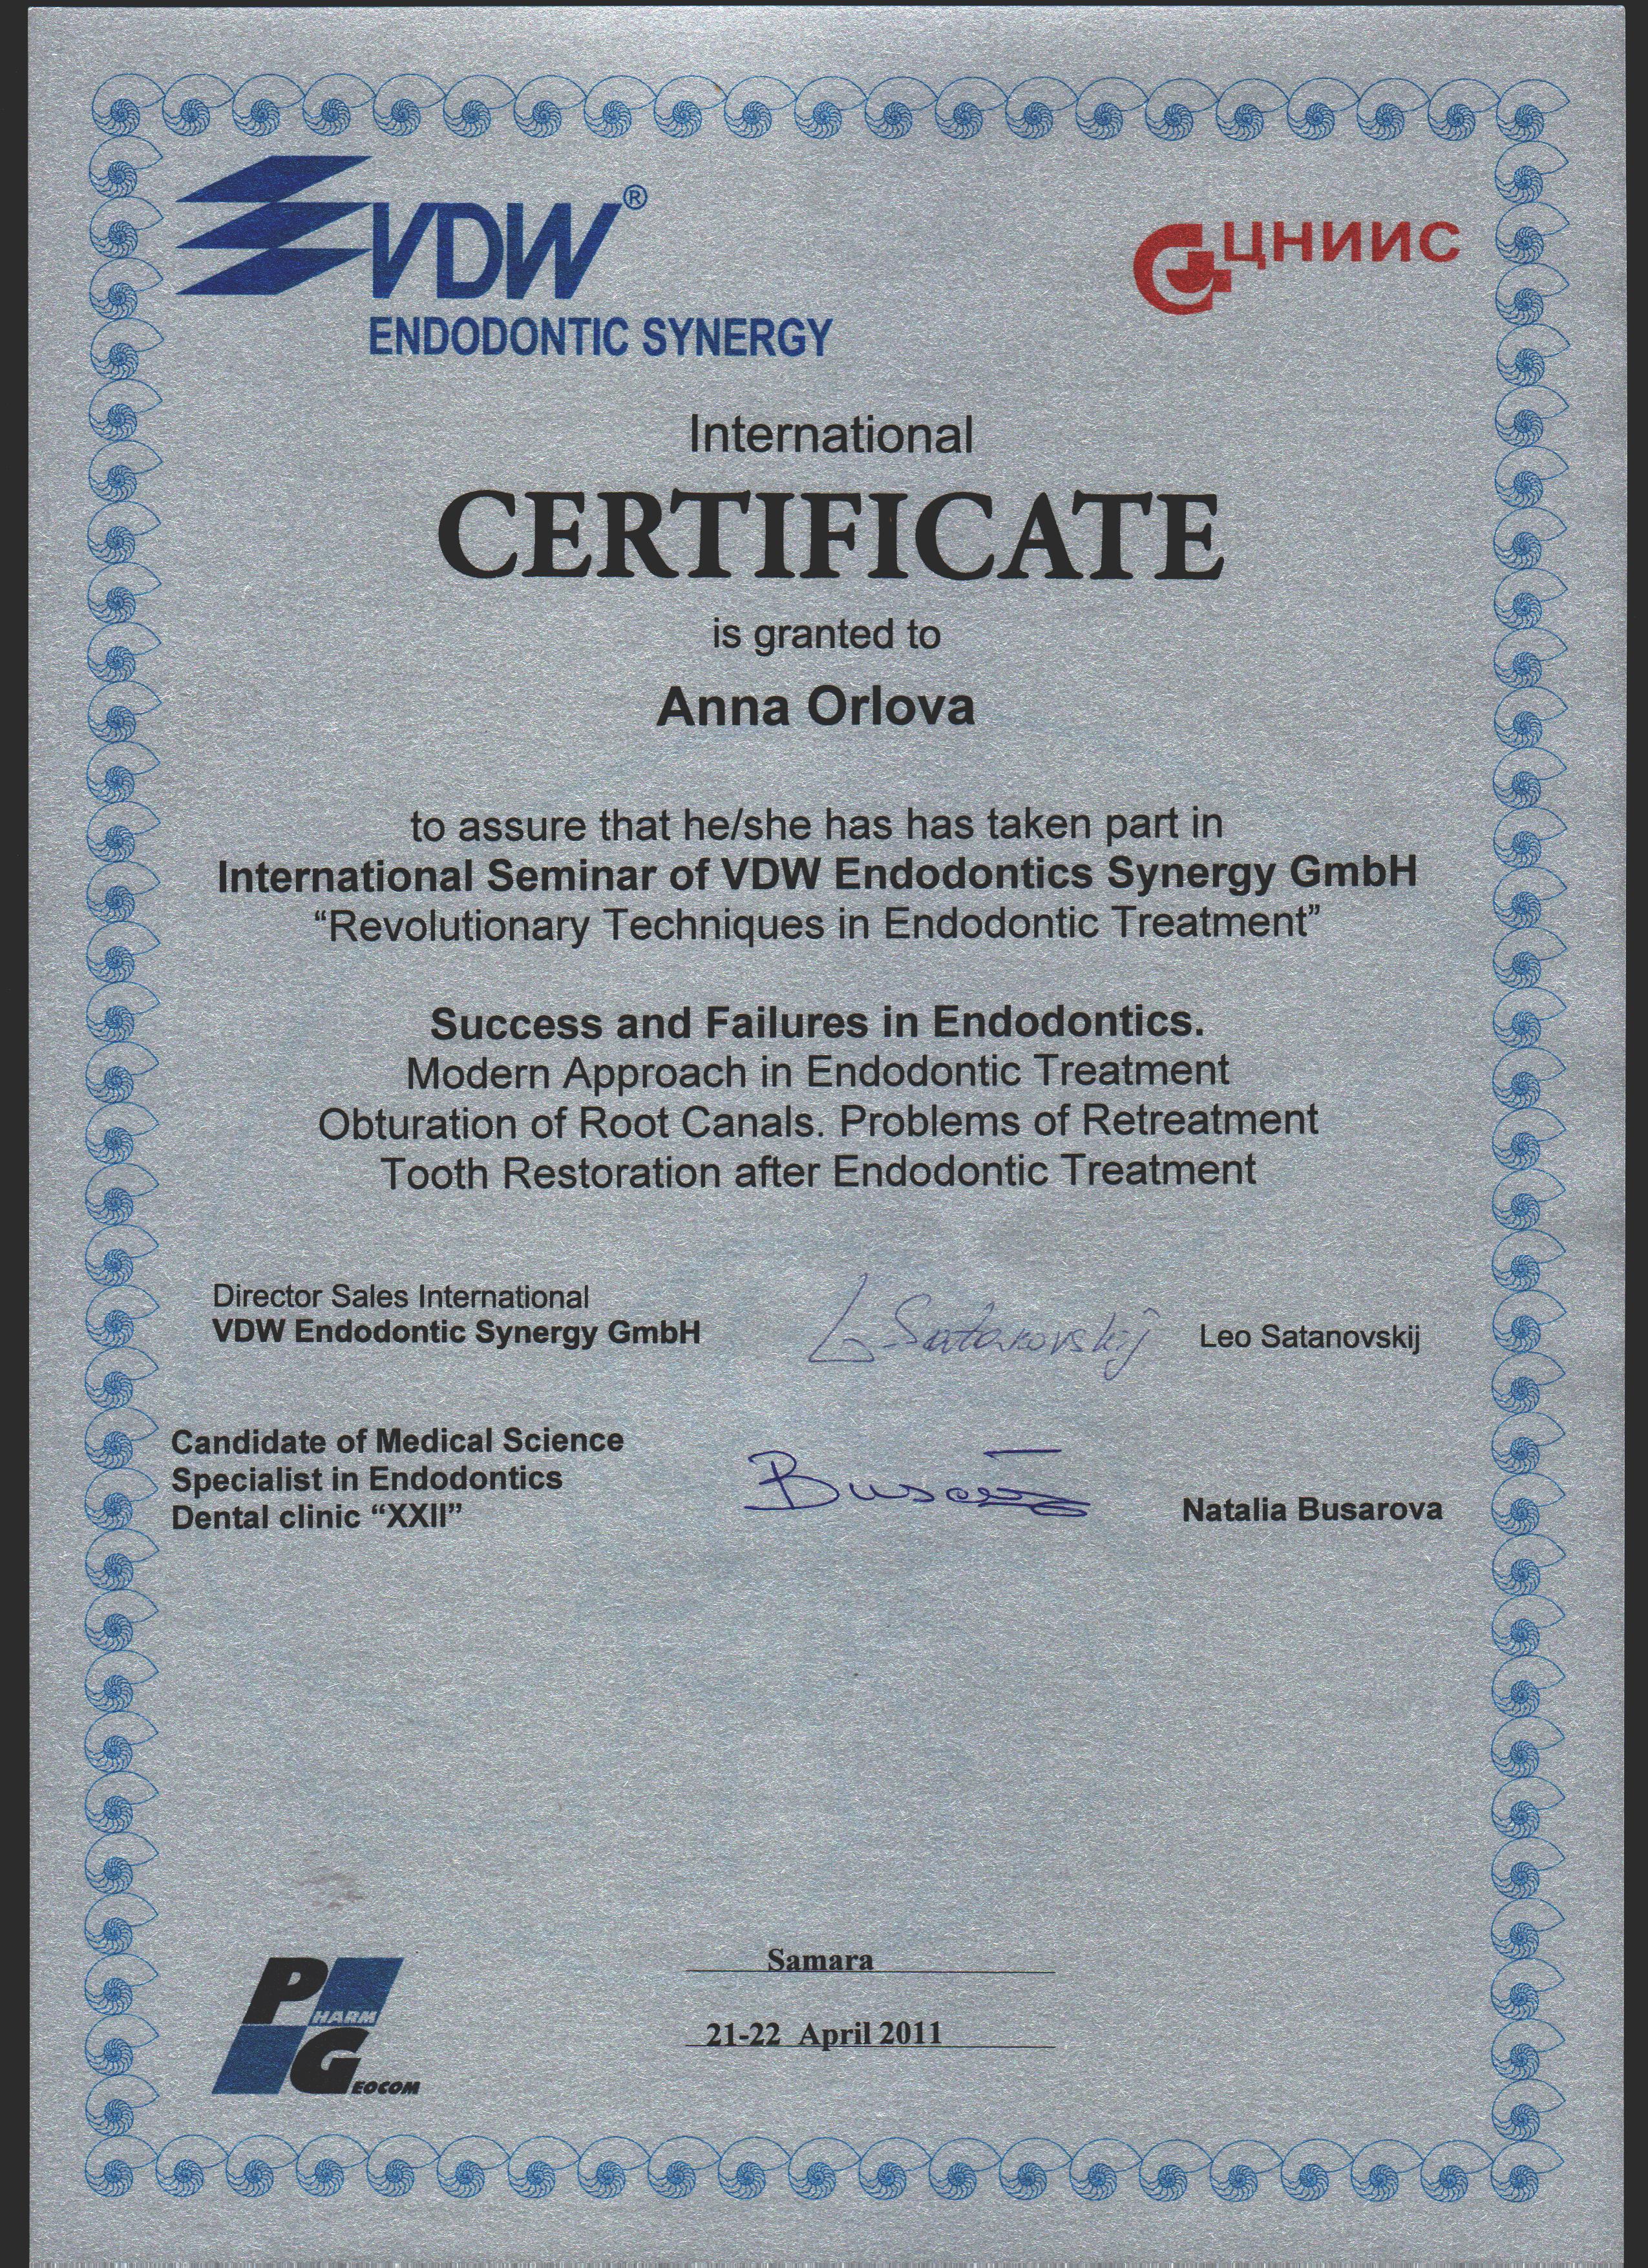 VDW®
ENDODONTIC SYNERGY
ЦНИИС
International
CERTIFICATE
is granted to
Anna Orlova
to assure that he/she has has taken part in
International Seminar of VDW Endodontics Synergy GmbH
“Revolutionary Techniques in Endodontic Treatment”
Success and Failures in Endodontics.
Modern Approach in Endodontic Treatment
Obturation of Root Canals. Problems of Retreatment
Tooth Restoration after Endodontic Treatment
Director Sales International
VDW Endodontic Synergy GmbH
L. Satanovskij
Leo Satanovskij
Candidate of Medical Science
Specialist in Endodontics
Dental clinic “XXII”
Natalia Busarova
Samara
21-22 April 2011
PHARM
GEOCOM